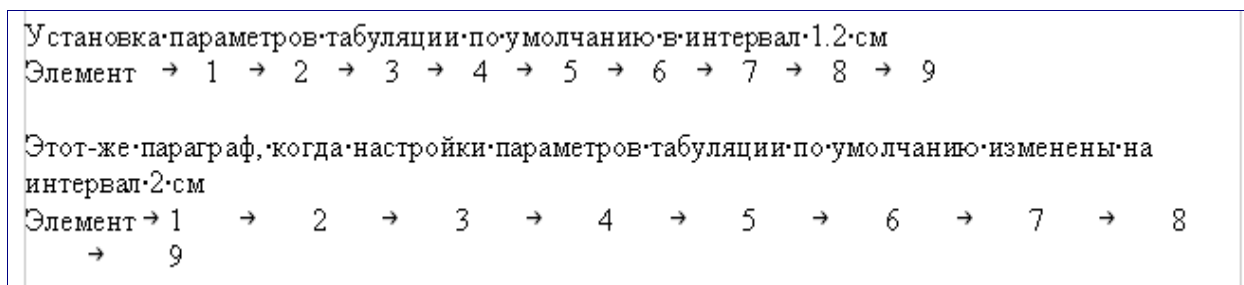 Установка·параметров·табуляции·по·умолчанию·в·интервал·1.2·см
Элемент → 1 → 2 → 3 → 4 → 5 → 6 → 7 → 8 → 9
Этот-же·параграф,·когда·настройки·параметров·табуляции·по·умолчанию·изменены·на
интервал·2·см
Элемент → 1 → 2 → 3 → 4 → 5 → 6 → 7 → 8
→ 9